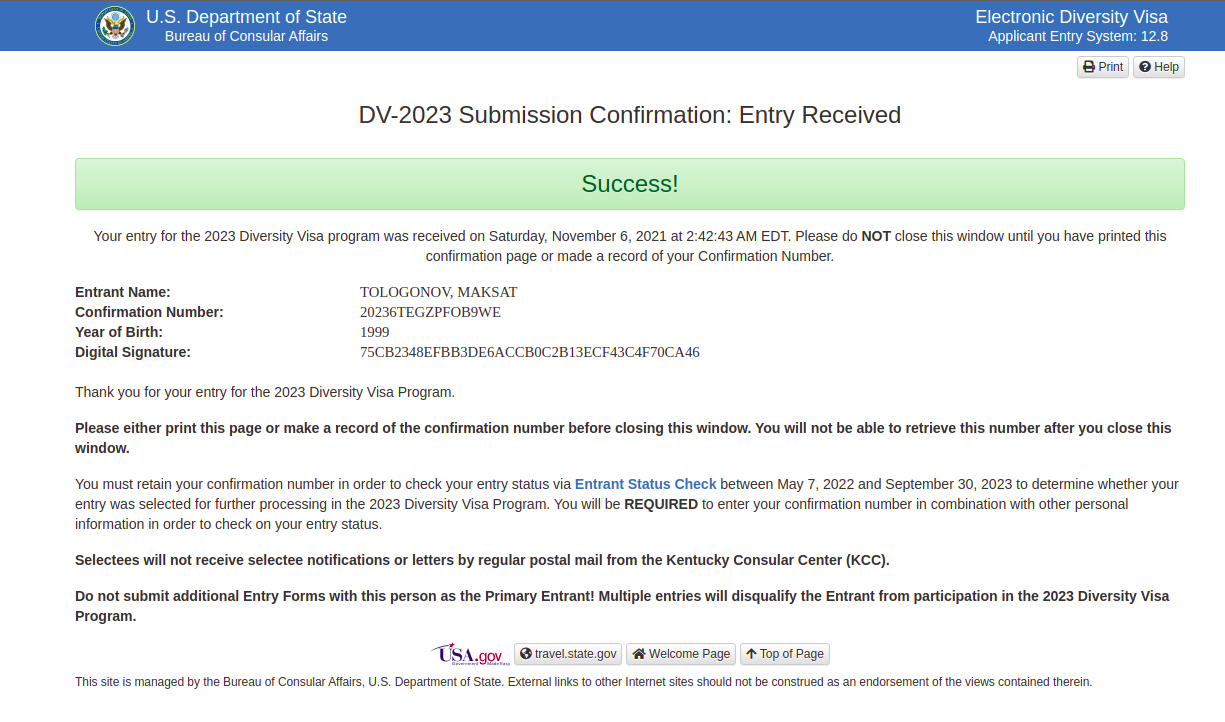 U.S. Department of State
Bureau of Consular Affairs
Electronic Diversity Visa
Applicant Entry System: 12.8
Print
Help
DV-2023 Submission Confirmation: Entry Received
Success!
Your entry for the 2023 Diversity Visa program was received on Saturday, November 6, 2021 at 2:42:43 AM EDT. Please do NOT close this window until you have printed this
confirmation page or made a record of your Confirmation Number.
Entrant Name: TOLOGONOV, MAKSAT
Confirmation Number: 20236TEGZPFOB9WE
Year of Birth: 1999
Digital Signature: 75CB2348EFBB3DE6ACCB0C2B13ECF43C4F70CA46
Thank you for your entry for the 2023 Diversity Visa Program.
Please either print this page or make a record of the confirmation number before closing this window. You will not be able to retrieve this number after you close this
window.
You must retain your confirmation number in order to check your entry status via Entrant Status Check between May 7, 2022 and September 30, 2023 to determine whether your
entry was selected for further processing in the 2023 Diversity Visa Program. You will be REQUIRED to enter your confirmation number in combination with other personal
information in order to check on your entry status.
Selectees will not receive selectee notifications or letters by regular postal mail from the Kentucky Consular Center (KCC).
Do not submit additional Entry Forms with this person as the Primary Entrant! Multiple entries will disqualify the Entrant from participation in the 2023 Diversity Visa
Program.
USA.gov
Government Made Easy
travel.state.gov
Welcome Page
Top of Page
This site is managed by the Bureau of Consular Affairs, U.S. Department of State. External links to other Internet sites should not be construed as an endorsement of the views contained therein.